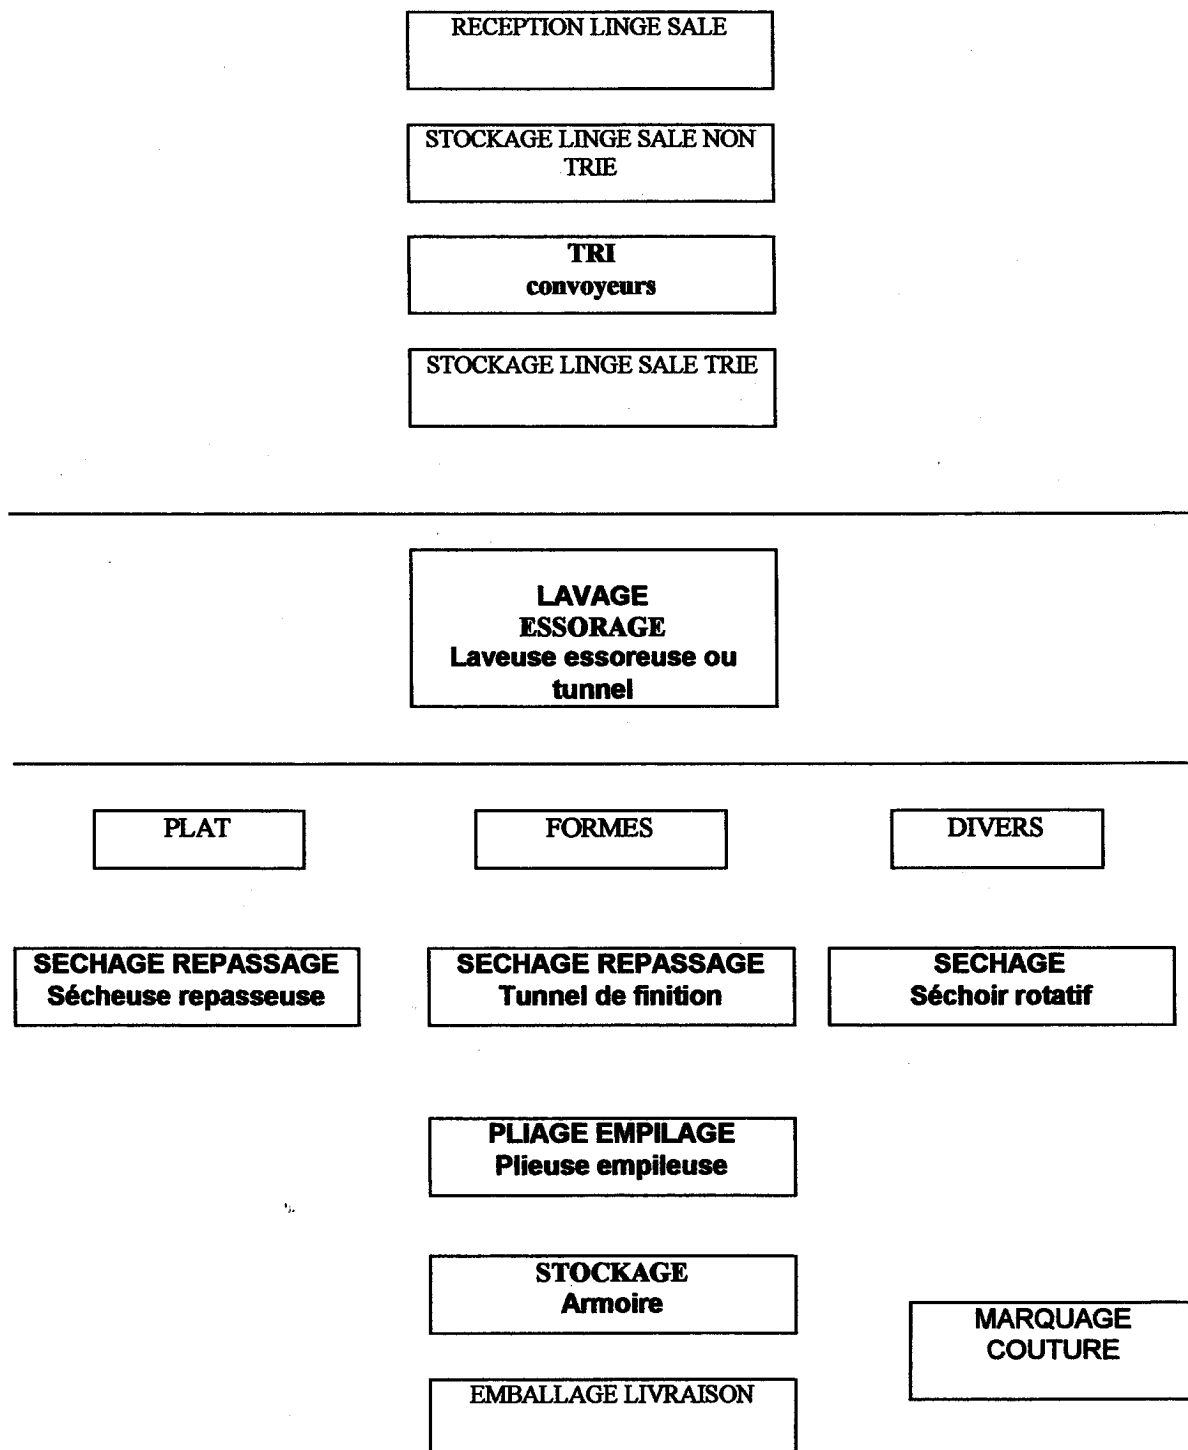 RECEPTION LINGE SALE
STOCKAGE LINGE SALE NON
TRIE
TRI
convoyeurs
STOCKAGE LINGE SALE TRIE
LAVAGE
ESSORAGE
Laveuse essoreuse ou
tunnel
PLAT
FORMES
DIVERS
SECHAGE REPASSAGE
Sécheuse repasseuse
SECHAGE REPASSAGE
Tunnel de finition
SECHAGE
Séchoir rotatif
PLIAGE EMPILAGE
Plieuse empileuse
STOCKAGE
Armoire
MARQUAGE
COUTURE
EMBALLAGE LIVRAISON